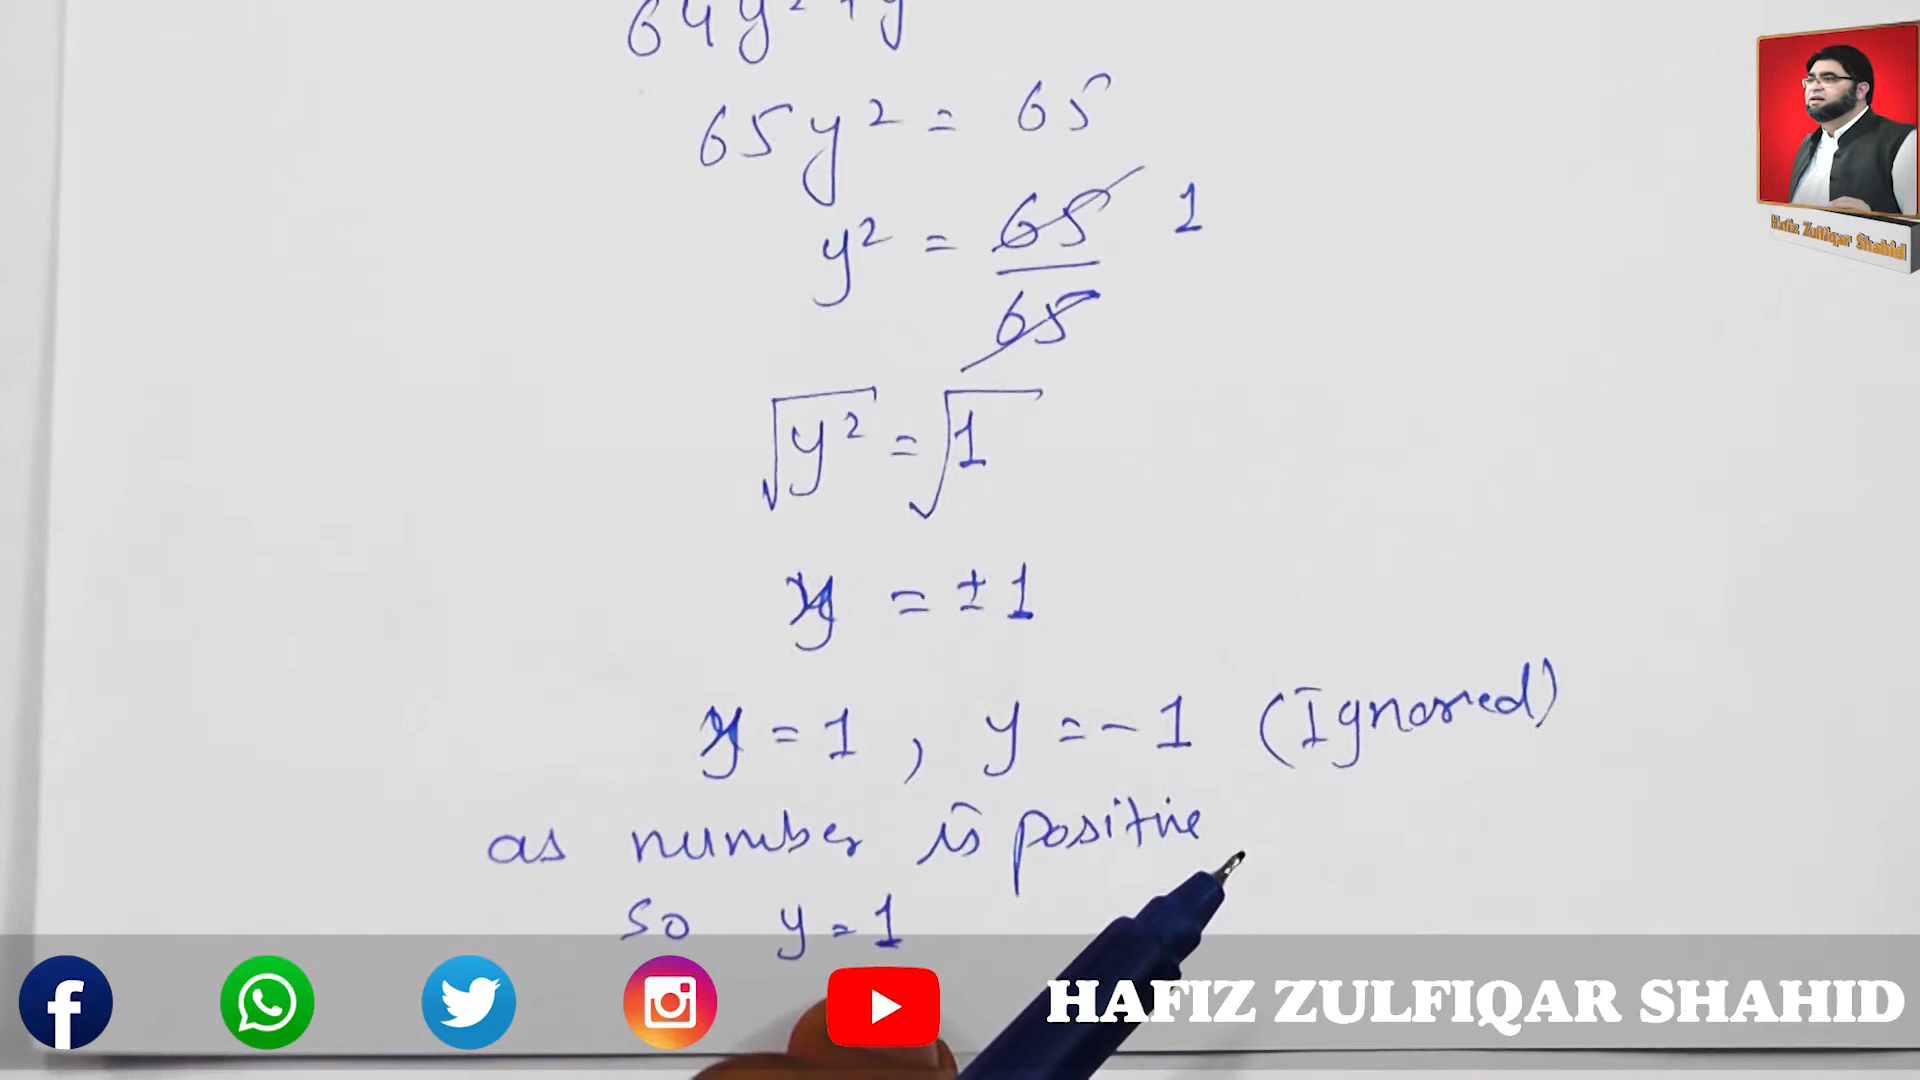 64y² + y
65y² = 65
y² = 65/65 1
√y² = √1
y = ±1
y = 1 , y = -1 (Ignored)
as number is positive
so y = 1
Hafiz Zulfiqar Shahid
HAFIZ ZULFIQAR SHAHID